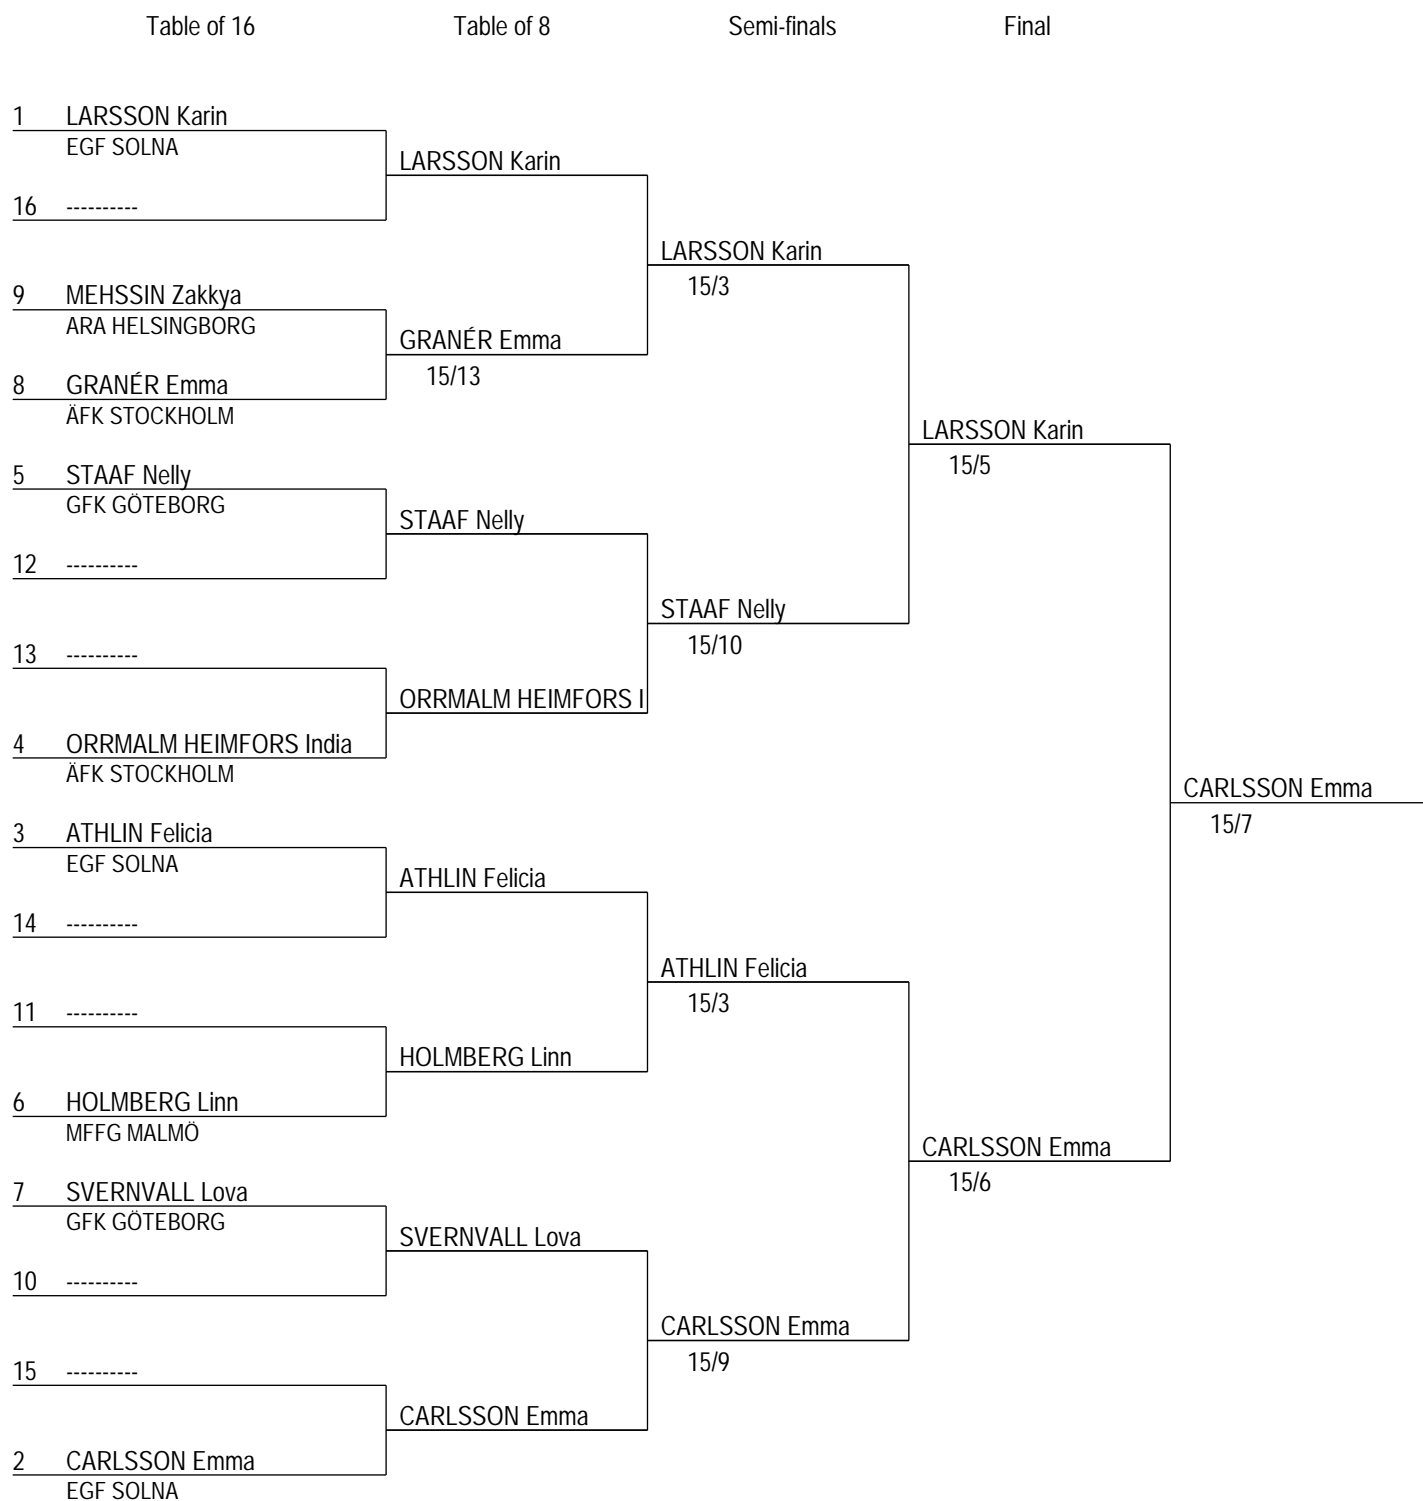 Table of 16 Table of 8 Semi-finals Final
1 LARSSON Karin
EGF SOLNA
LARSSON Karin
16 ----------
LARSSON Karin
15/3
9 MEHSSIN Zakkya
ARA HELSINGBORG
GRANÉR Emma
15/13
8 GRANÉR Emma
ÄFK STOCKHOLM
LARSSON Karin
15/5
5 STAAF Nelly
GFK GÖTEBORG
STAAF Nelly
12 ----------
STAAF Nelly
15/10
13 ----------
ORRMALM HEIMFORS I
4 ORRMALM HEIMFORS India
ÄFK STOCKHOLM
CARLSSON Emma
15/7
3 ATHLIN Felicia
EGF SOLNA
ATHLIN Felicia
14 ----------
ATHLIN Felicia
15/3
11 ----------
HOLMBERG Linn
6 HOLMBERG Linn
MFFG MALMÖ
CARLSSON Emma
15/6
7 SVERNVALL Lova
GFK GÖTEBORG
SVERNVALL Lova
10 ----------
CARLSSON Emma
15/9
15 ----------
CARLSSON Emma
2 CARLSSON Emma
EGF SOLNA